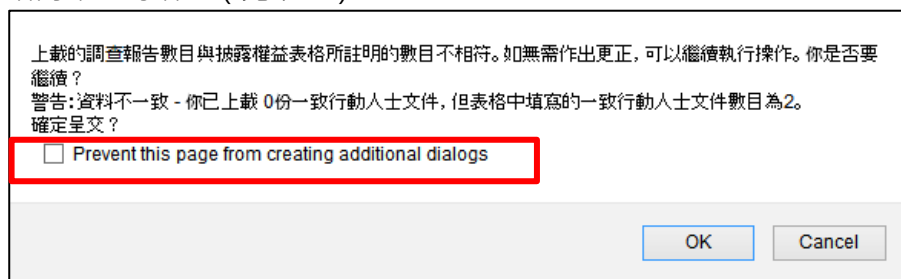 上載的調查報告數目與披露權益表格所註明的數目不相符。如無需作出更正，可以繼續執行操作。你是否要
繼續？
警告:資料不一致 - 你已上載 0份一致行動人士文件，但表格中填寫的一致行動人士文件數目為2。
確定呈交？
Prevent this page from creating additional dialogs
OK Cancel